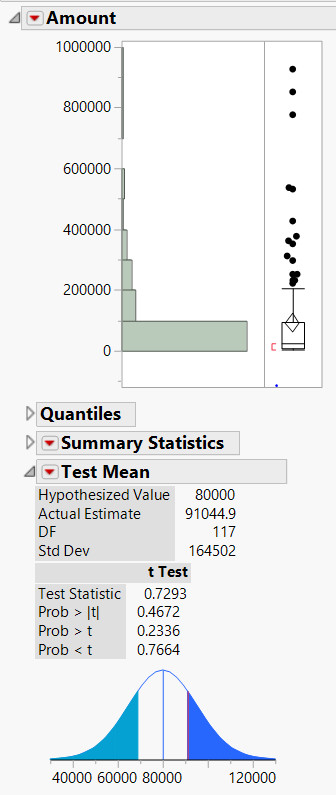 Amount
1000000
800000
600000
400000
200000
0
Quantiles
Summary Statistics
Test Mean
Hypothesized Value 80000
Actual Estimate 91044.9
DF 117
Std Dev 164502
t Test
Test Statistic 0.7293
Prob > |t| 0.4672
Prob > t 0.2336
Prob < t 0.7664
40000 60000 80000 120000